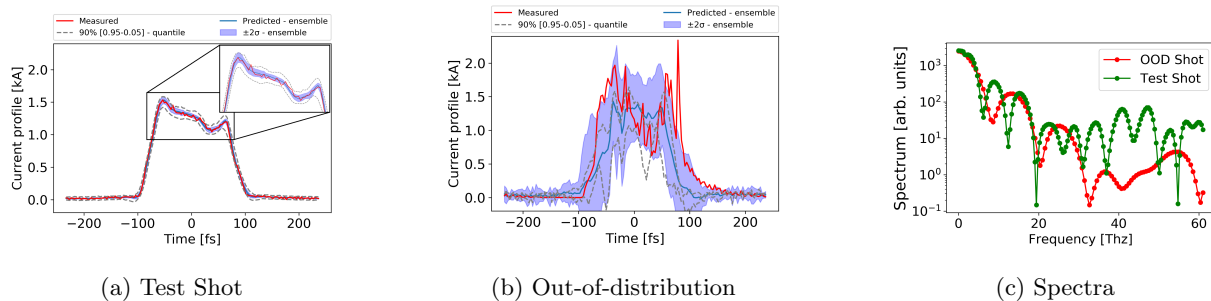 Measured
90% [0.95-0.05] - quantile
Predicted - ensemble
±2σ - ensemble
Current profile [kA]
2.0
1.5
1.0
0.5
0.0
−200 −100 0 100 200
Time [fs]
(a) Test Shot
Measured
90% [0.95-0.05] - quantile
Predicted - ensemble
±2σ - ensemble
Current profile [kA]
2.0
1.5
1.0
0.5
0.0
−200 −100 0 100 200
Time [fs]
(b) Out-of-distribution
OOD Shot
Test Shot
Spectrum [arb. units]
10³
10²
10¹
10⁰
10⁻¹
0 20 40 60
Frequency [Thz]
(c) Spectra